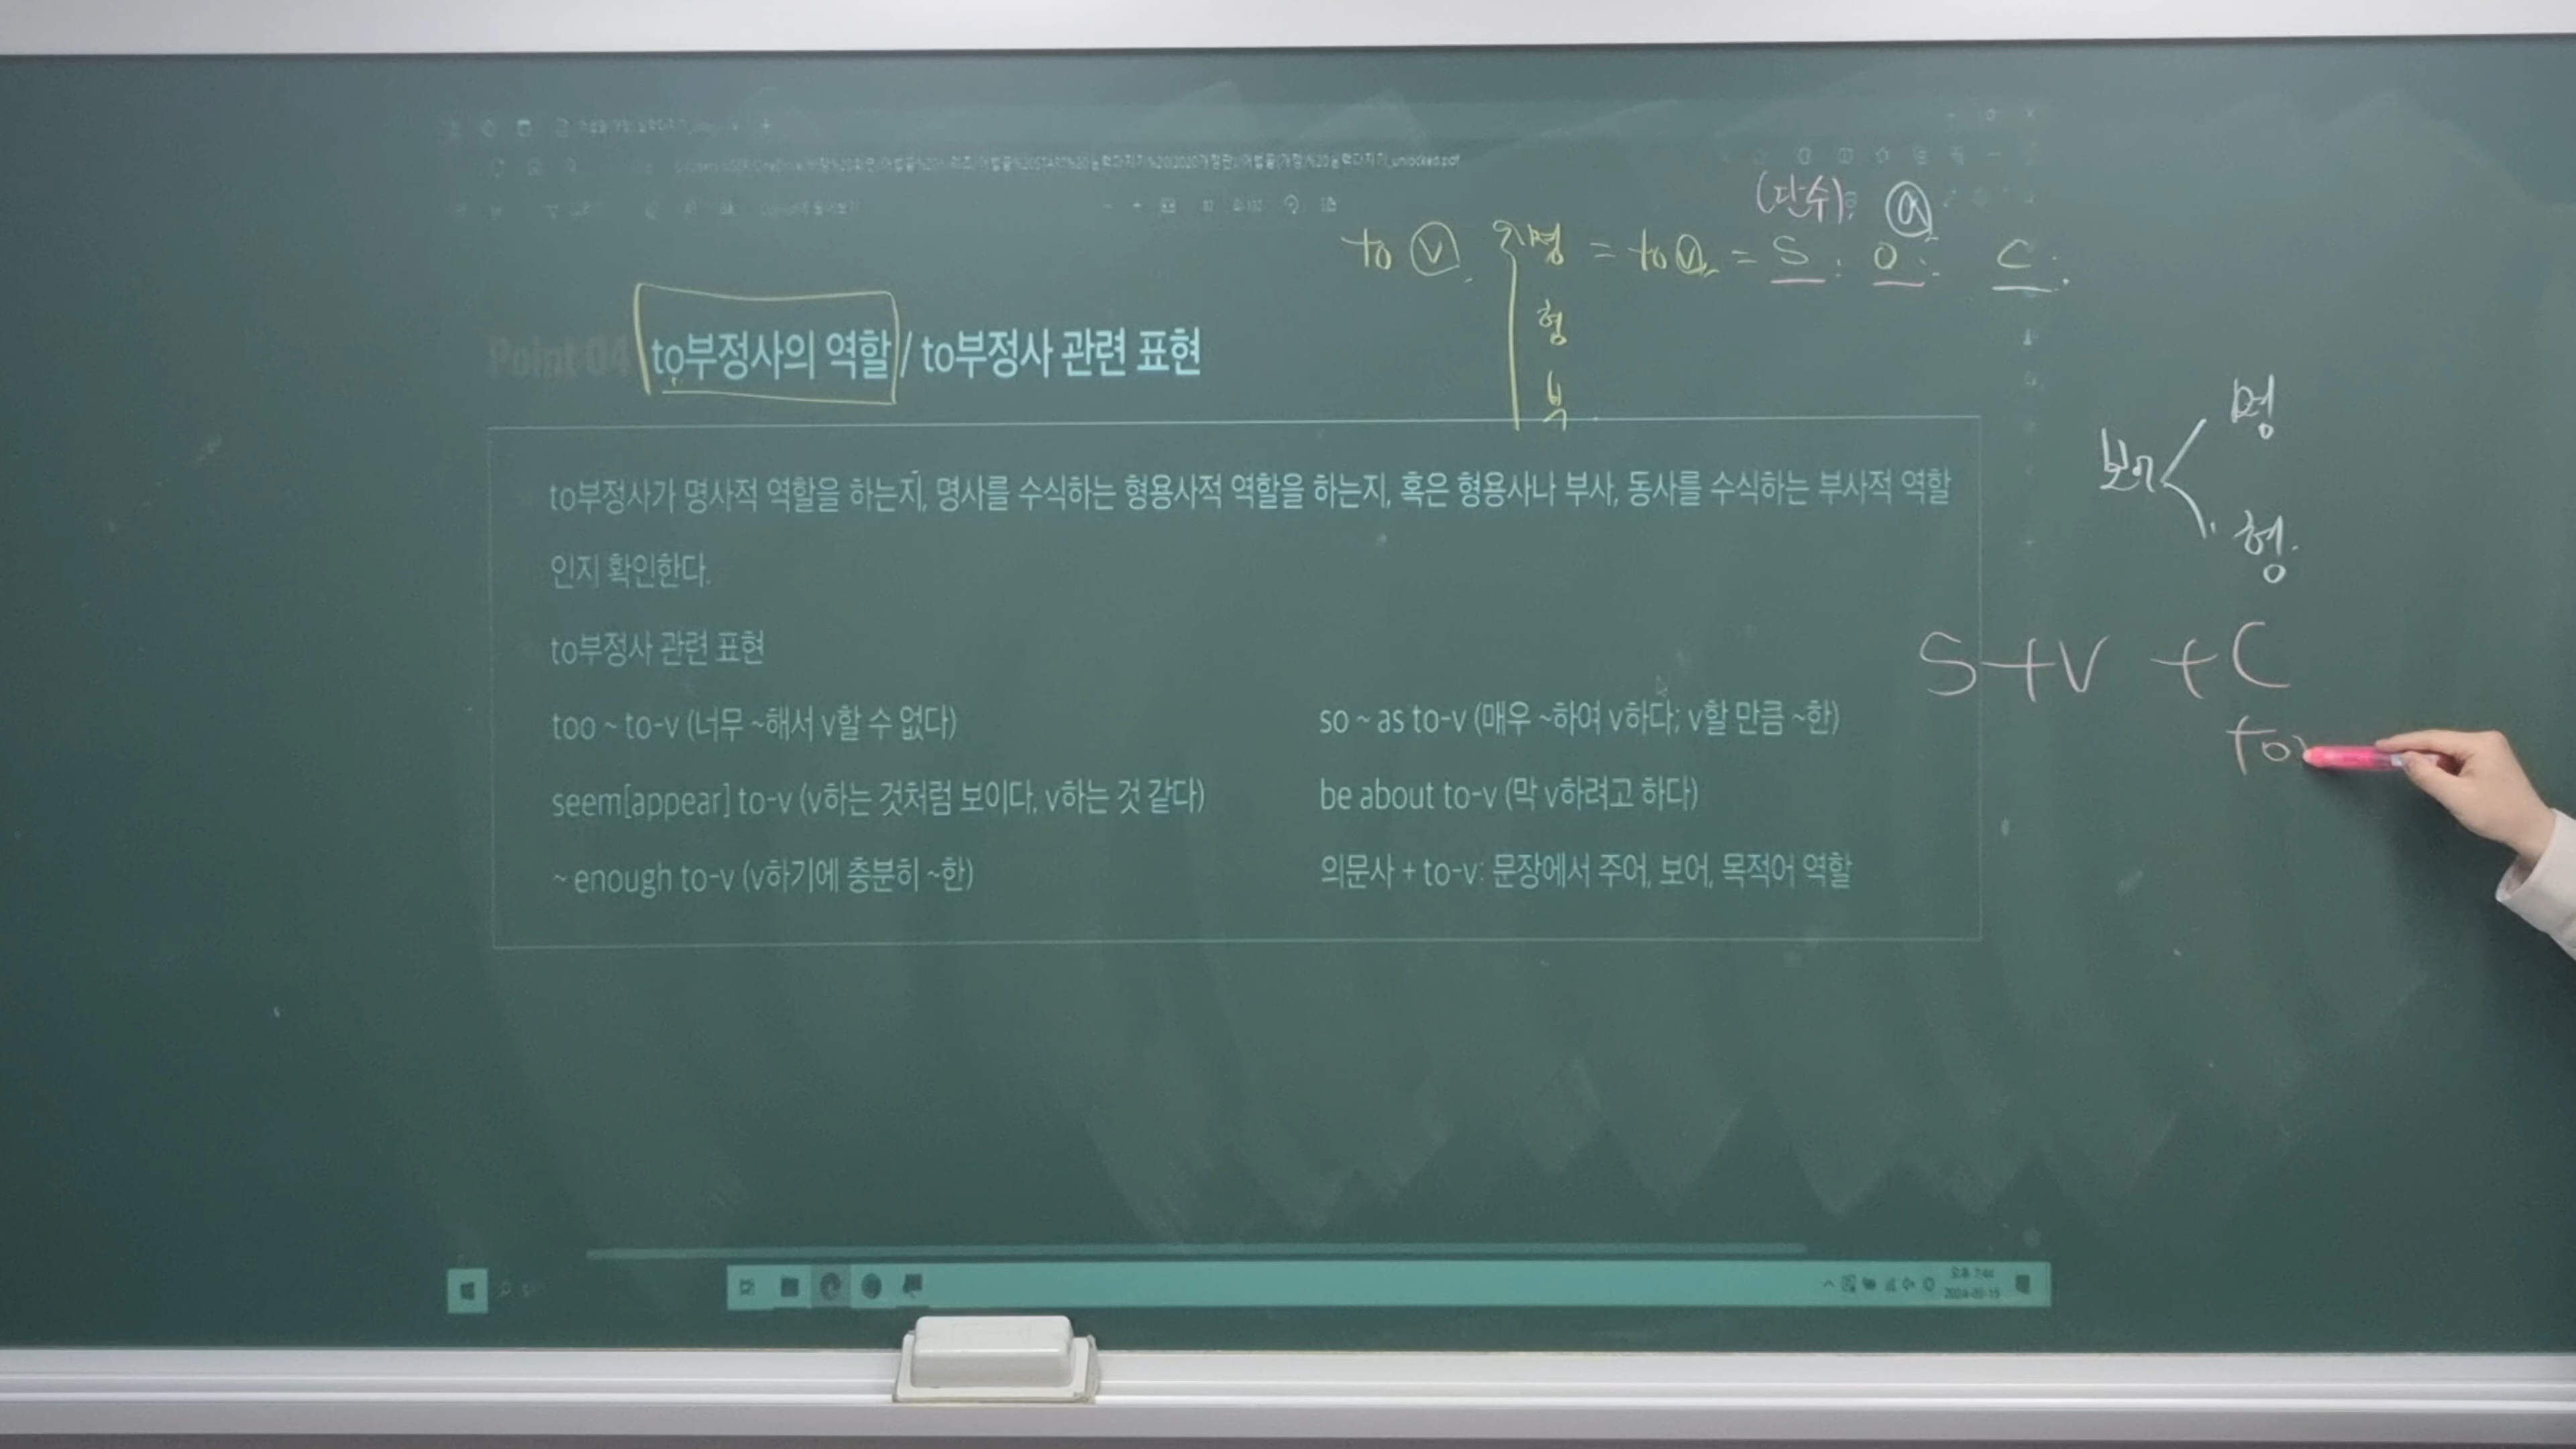 (단수) a
to v 명 = to v = S O C
형
부
Point 04 to부정사의 역할 / to부정사 관련 표현
to부정사가 명사적 역할을 하는지, 명사를 수식하는 형용사적 역할을 하는지, 혹은 형용사나 부사, 동사를 수식하는 부사적 역할
인지 확인한다.
to부정사 관련 표현
too ~ to-v (너무 ~해서 v할 수 없다)
so ~ as to-v (매우 ~하여 v하다; v할 만큼 ~한)
seem[appear] to-v (v하는 것처럼 보이다, v하는 것 같다)
be about to-v (막 v하려고 하다)
~ enough to-v (v하기에 충분히 ~한)
의문사 + to-v: 문장에서 주어, 보어, 목적어 역할
명
보어
형
S+V +C
to